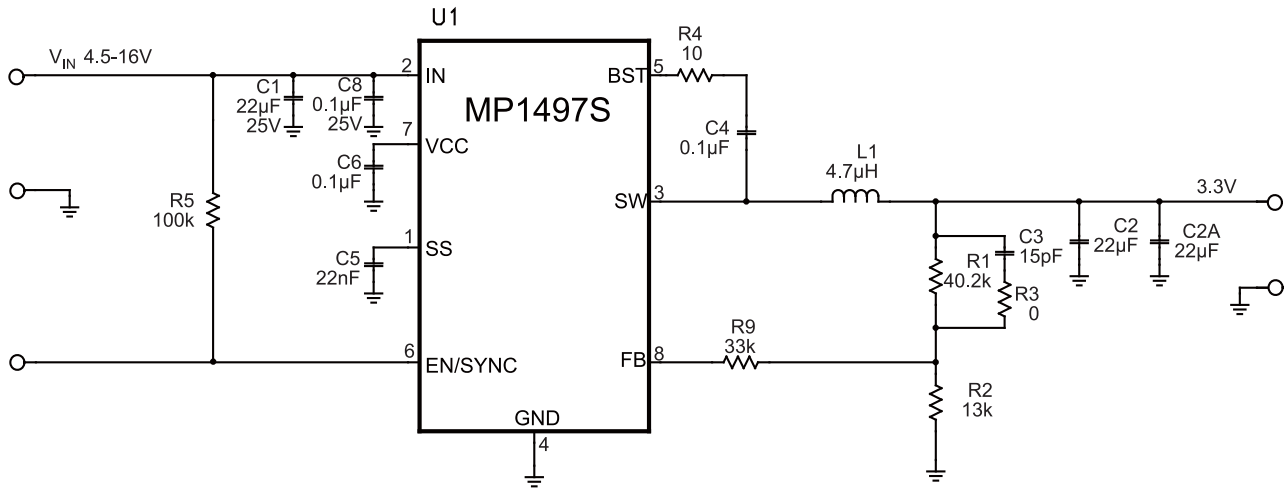 U1
V_IN 4.5-16V
R4
10
2
IN
BST
5
C1
22µF
25V
C8
0.1µF
25V
MP1497S
7
VCC
C4
0.1µF
C6
0.1µF
L1
4.7µH
R5
100k
SW
3
3.3V
1
SS
C5
22nF
C3
15pF
R1
40.2k
R3
0
C2
22µF
C2A
22µF
R9
33k
6
EN/SYNC
FB
8
R2
13k
GND
4